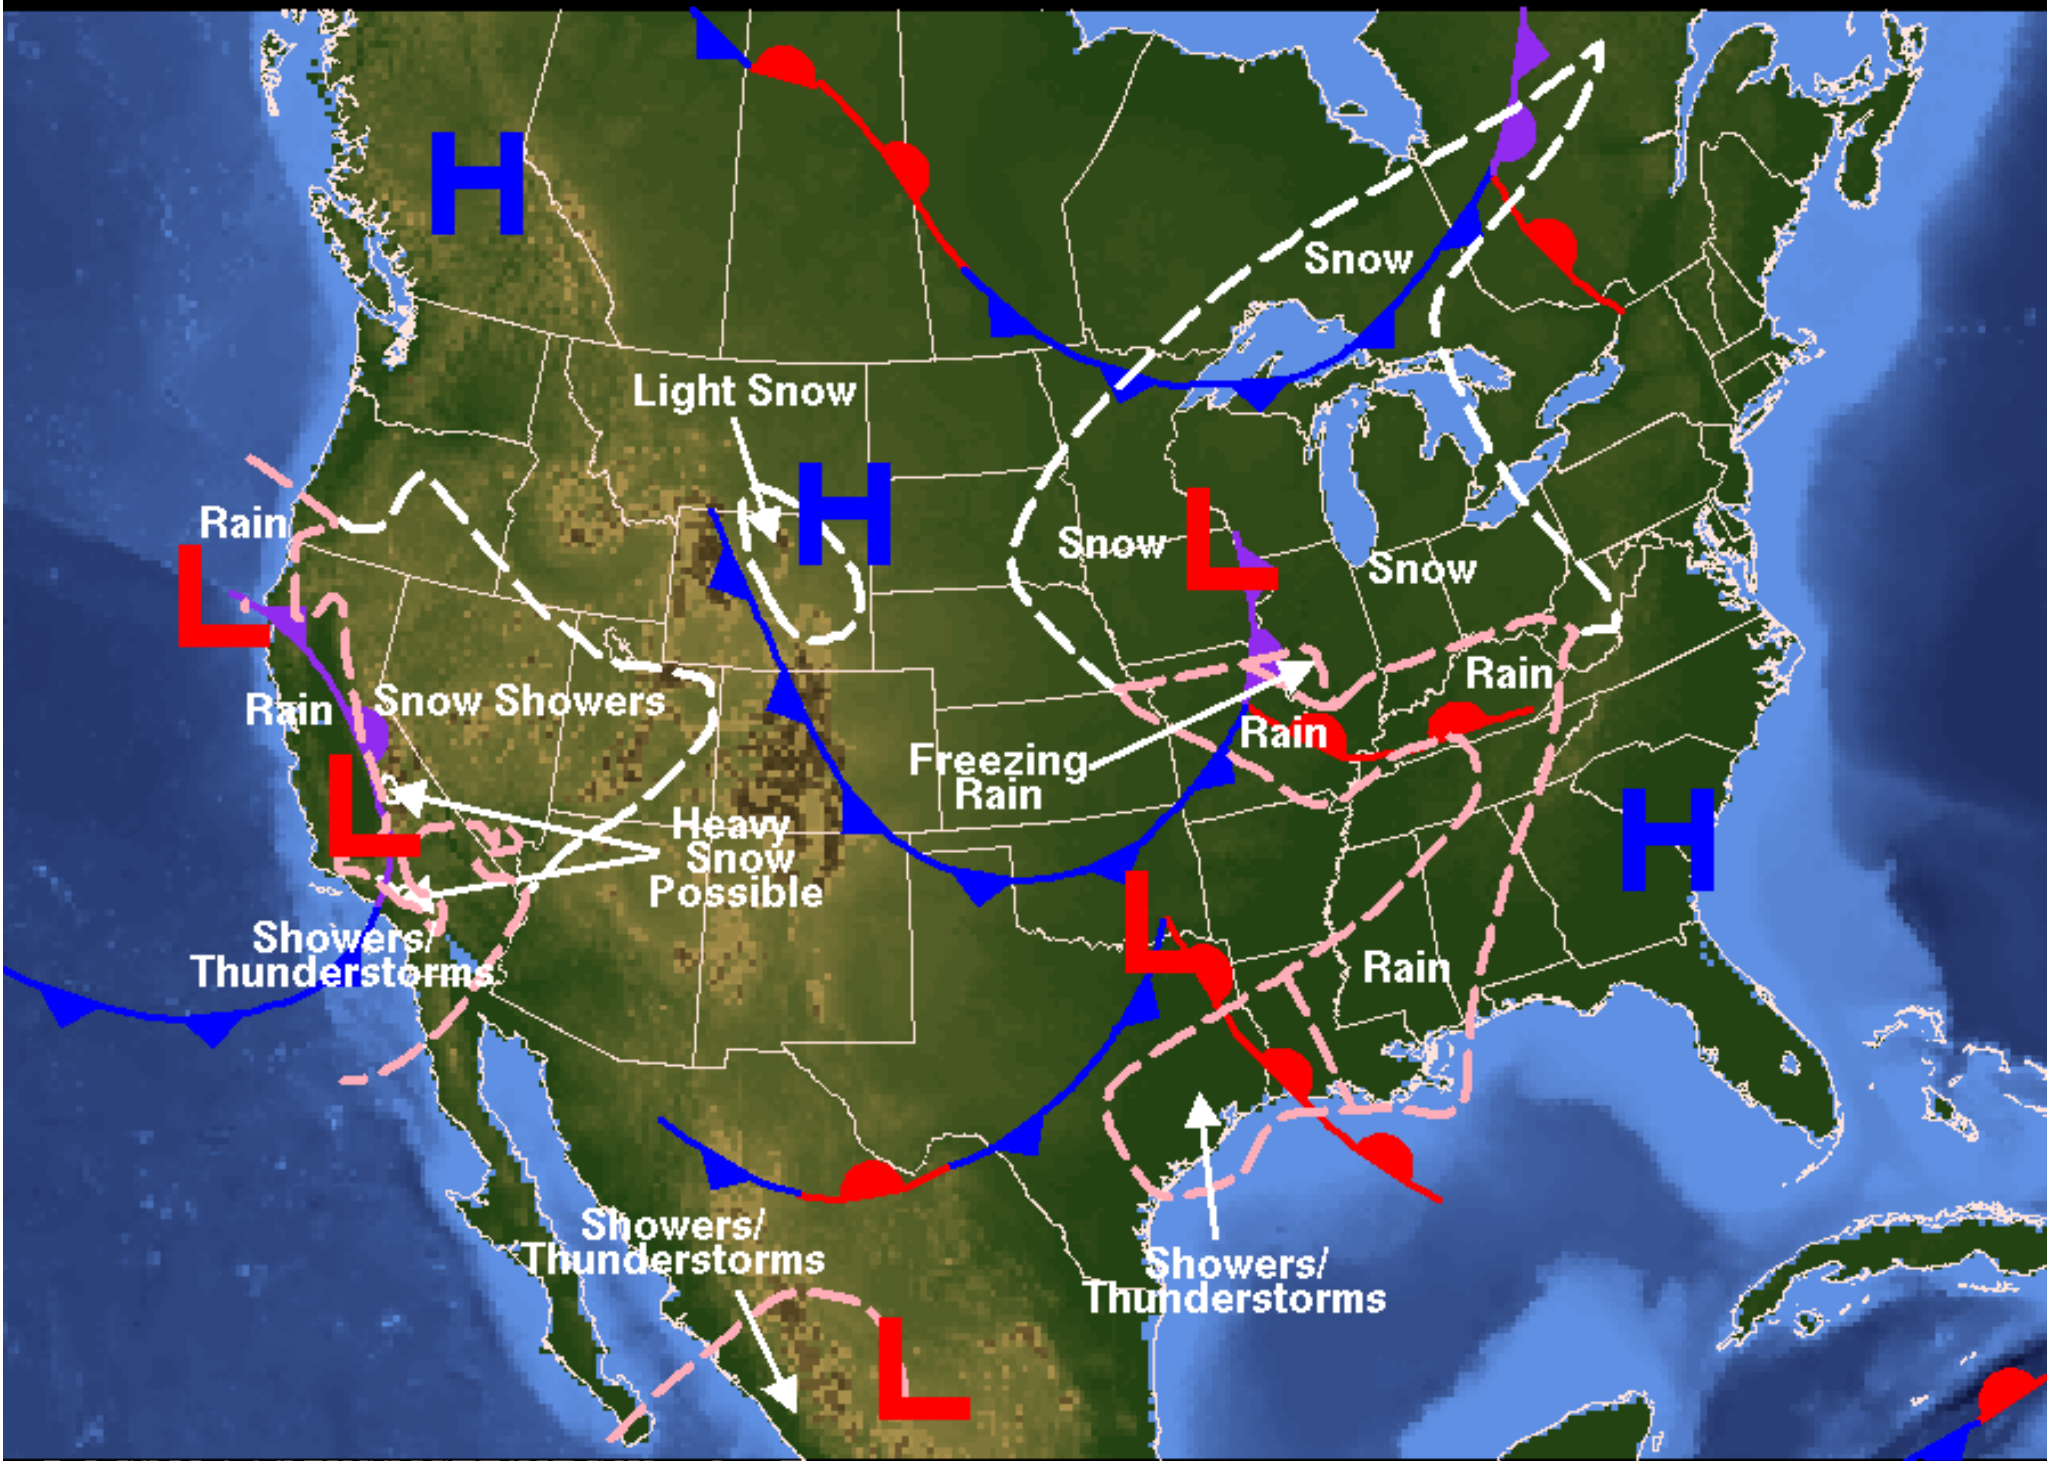 H
Snow
Light Snow
H
L
Rain
Snow
Snow
L
Rain
Snow Showers
Rain
Rain
Freezing
Rain
L
Heavy
Snow
Possible
H
L
Showers/
Thunderstorms
Rain
Showers/
Thunderstorms
Showers/
Thunderstorms
L